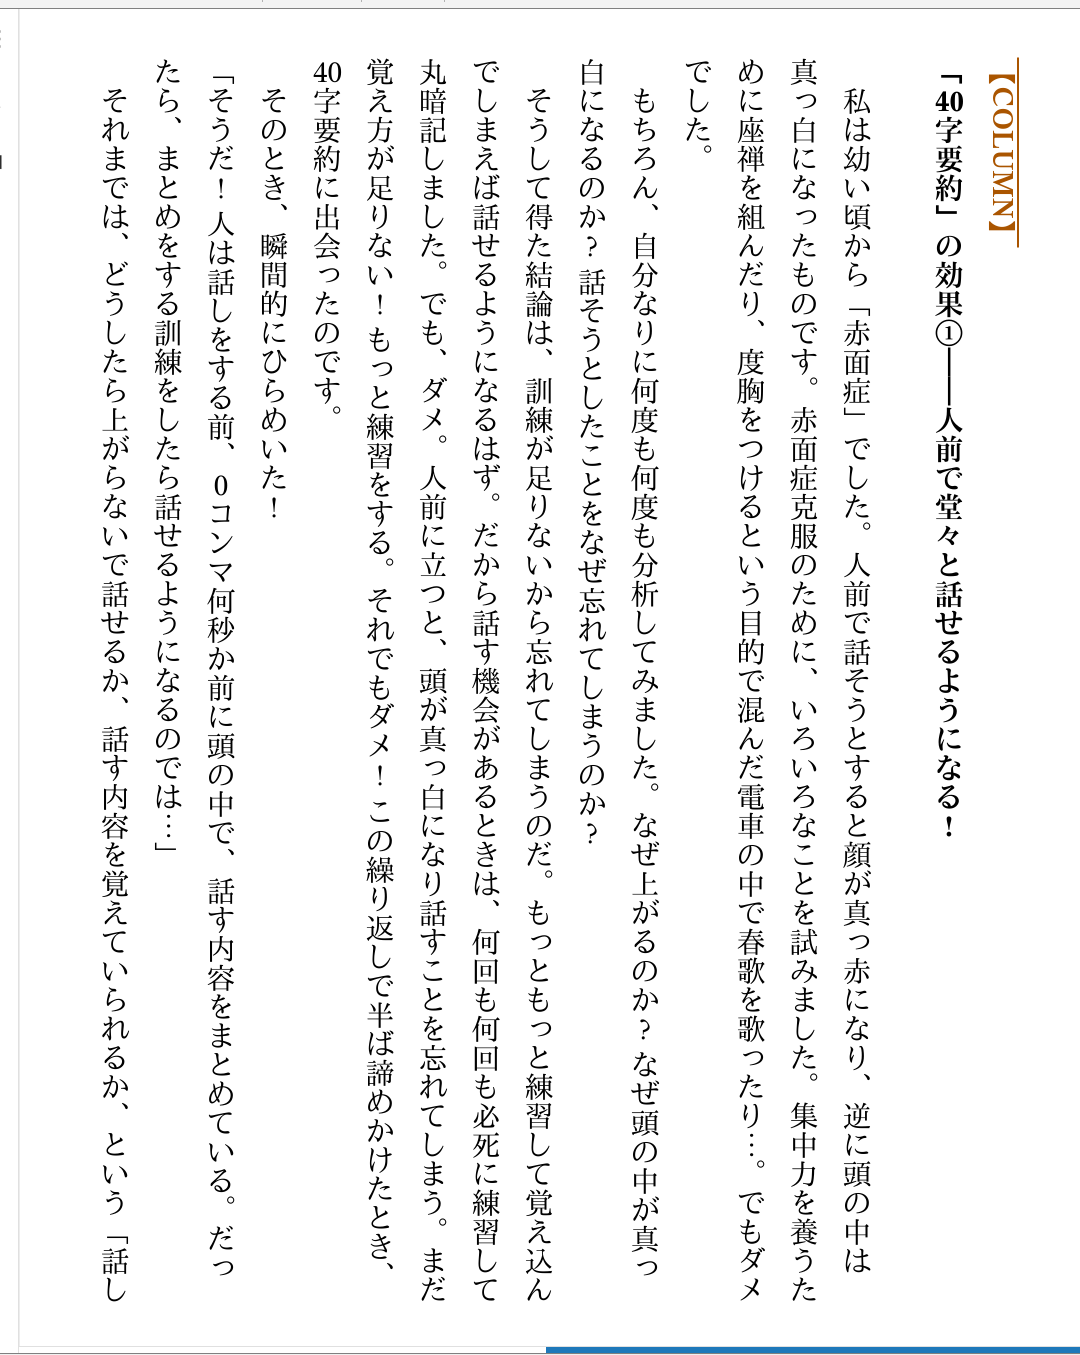 【COLUMN】
「40字要約」の効果①――人前で堂々と話せるようになる！
私は幼い頃から「赤面症」でした。人前で話そうとすると顔が真っ赤になり、逆に頭の中は
真っ白になったものです。赤面症克服のために、いろいろなことを試みました。集中力を養うた
めに座禅を組んだり、度胸をつけるという目的で混んだ電車の中で春歌を歌ったり…。でもダメ
でした。
もちろん、自分なりに何度も何度も分析してみました。なぜ上がるのか？なぜ頭の中が真っ
白になるのか？話そうとしたことをなぜ忘れてしまうのか？
そうして得た結論は、訓練が足りないから忘れてしまうのだ。もっともっと練習して覚え込ん
でしまえば話せるようになるはず。だから話す機会があるときは、何回も何回も必死に練習して
丸暗記しました。でも、ダメ。人前に立つと、頭が真っ白になり話すことを忘れてしまう。まだ
覚え方が足りない！もっと練習をする。それでもダメ！この繰り返しで半ば諦めかけたとき、
40字要約に出会ったのです。
そのとき、瞬間的にひらめいた！
「そうだ！人は話しをする前、0コンマ何秒か前に頭の中で、話す内容をまとめている。だっ
たら、まとめをする訓練をしたら話せるようになるのでは…」
それまでは、どうしたら上がらないで話せるか、話す内容を覚えていられるか、という「話し